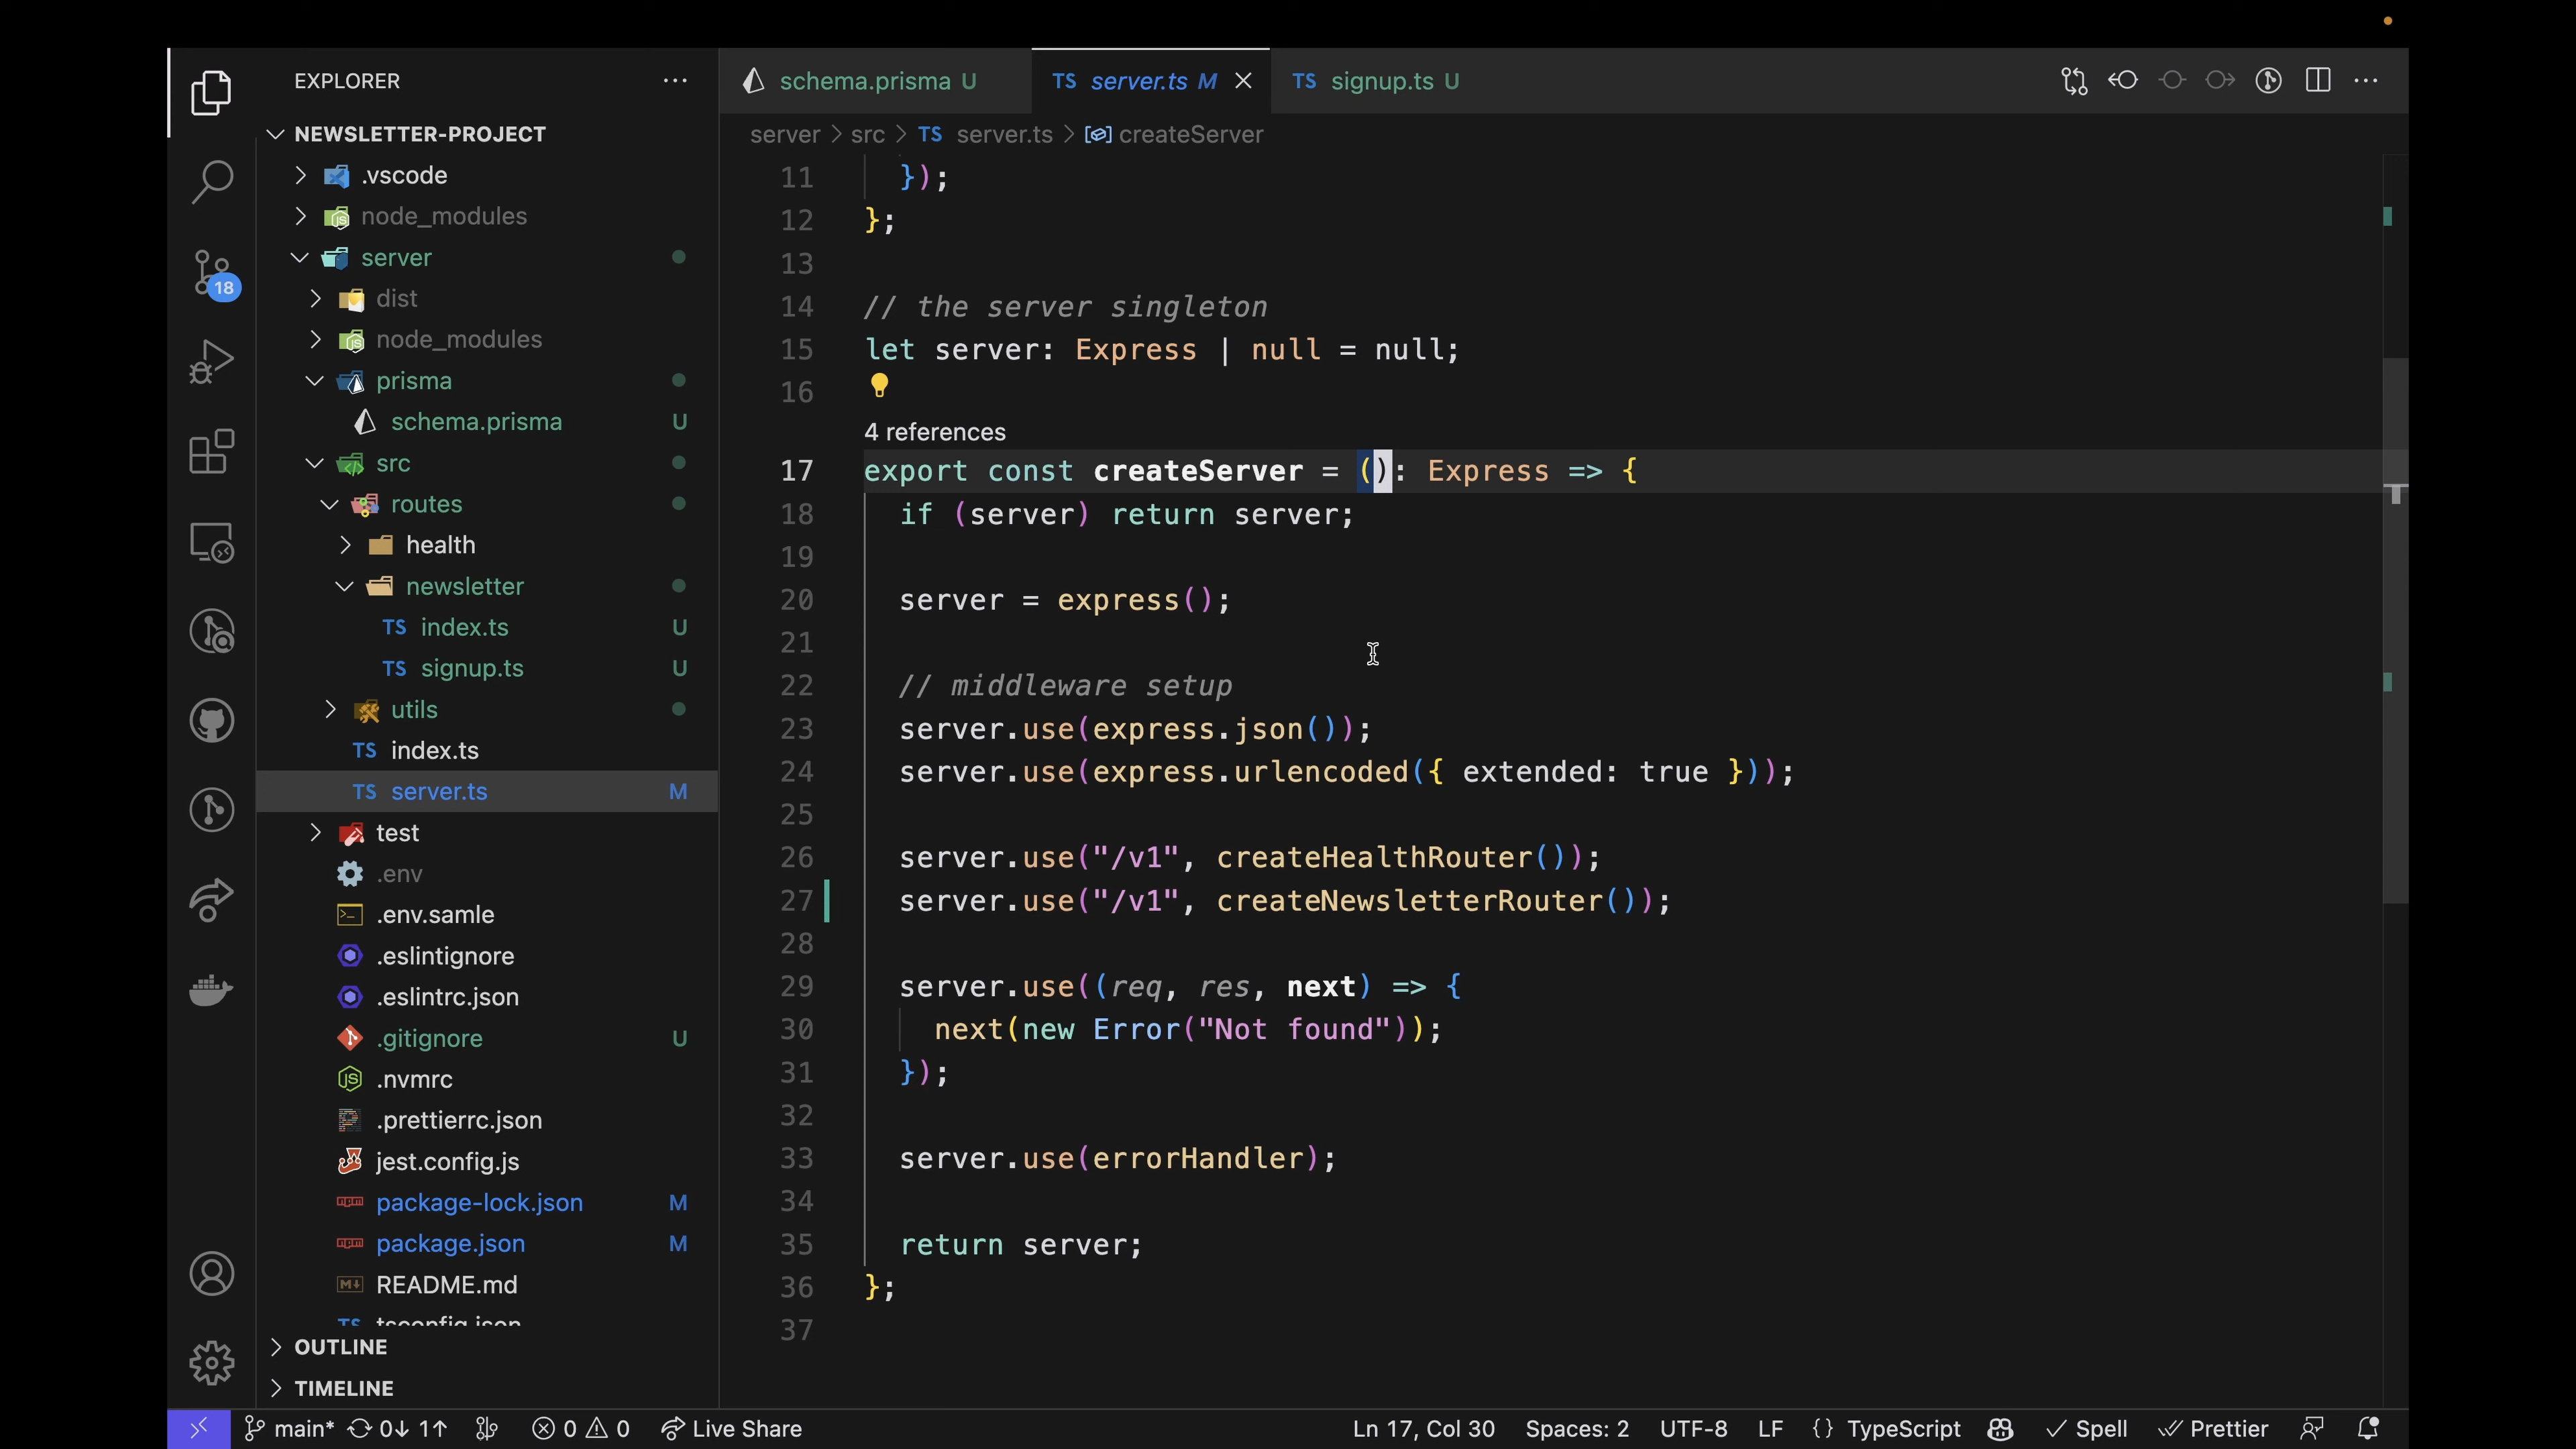 EXPLORER
NEWSLETTER-PROJECT
.vscode
node_modules
server
dist
node_modules
prisma
schema.prisma U
src
routes
health
newsletter
TS index.ts U
TS signup.ts U
utils
TS index.ts
TS server.ts M
test
.env
.env.samle
.eslintignore
.eslintrc.json
.gitignore U
.nvmrc
.prettierrc.json
jest.config.js
package-lock.json M
package.json M
README.md
TS tsconfig.json
OUTLINE
TIMELINE
18
schema.prisma U
TS server.ts M
TS signup.ts U
server > src > TS server.ts > createServer
11 });
12 };
13
14 // the server singleton
15 let server: Express | null = null;
16
4 references
17 export const createServer = (): Express => {
18 if (server) return server;
19
20 server = express();
21
22 // middleware setup
23 server.use(express.json());
24 server.use(express.urlencoded({ extended: true }));
25
26 server.use("/v1", createHealthRouter());
27 server.use("/v1", createNewsletterRouter());
28
29 server.use((req, res, next) => {
30 next(new Error("Not found"));
31 });
32
33 server.use(errorHandler);
34
35 return server;
36 };
37
main* 0↓ 1↑ 0 0 Live Share
Ln 17, Col 30 Spaces: 2 UTF-8 LF {} TypeScript Spell Prettier